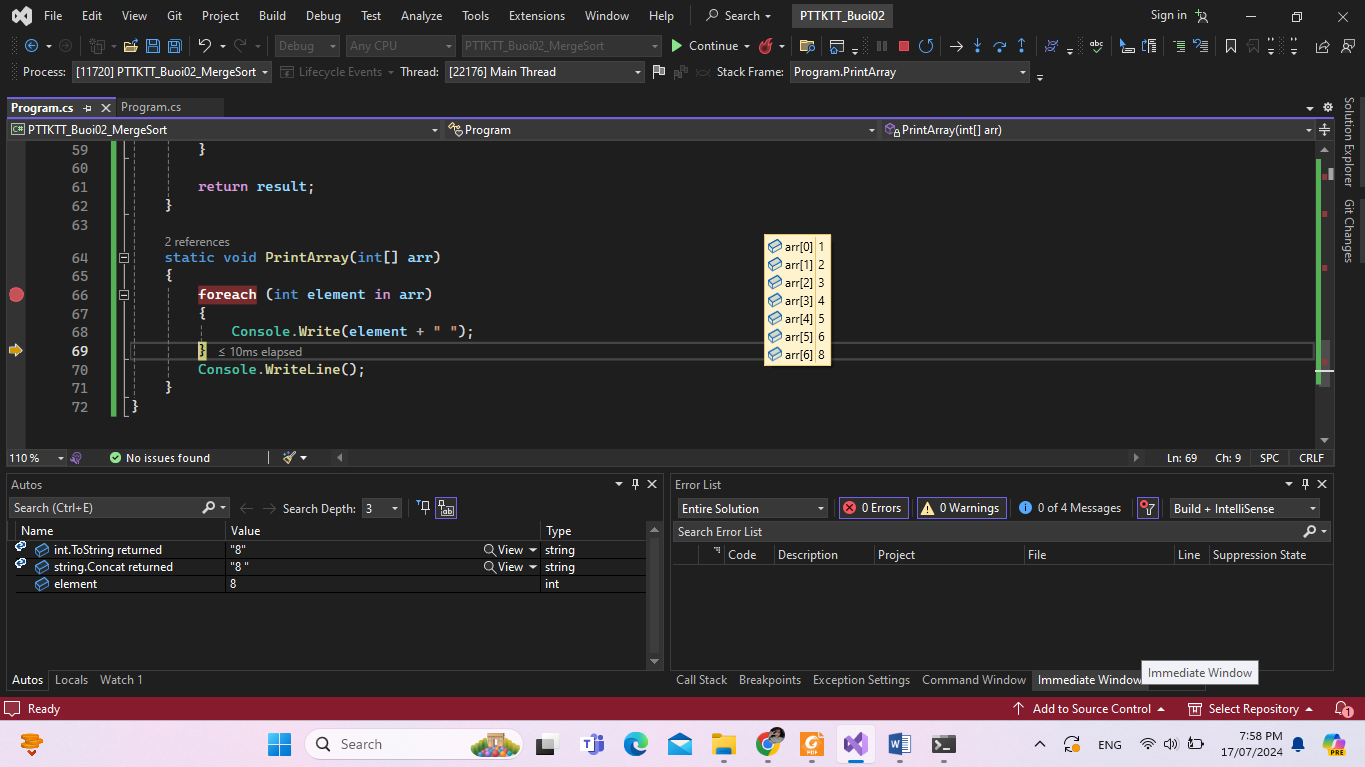 File Edit View Git Project Build Debug Test Analyze Tools Extensions Window Help Search PTTKTT_Buoi02 Sign in
Debug Any CPU PTTKTT_Buoi02_MergeSort Continue
Process: [11720] PTTKTT_Buoi02_MergeSort Lifecycle Events Thread: [22176] Main Thread Stack Frame: Program.PrintArray
Program.cs Program.cs
C# PTTKTT_Buoi02_MergeSort Program PrintArray(int[] arr)
Solution Explorer
Git Changes
59 }
60
61 return result;
62 }
63
2 references
64 static void PrintArray(int[] arr)
65 {
66 foreach (int element in arr)
67 {
68 Console.Write(element + " ");
69 } ≤ 10ms elapsed
70 Console.WriteLine();
71 }
72 }
arr[0] 1
arr[1] 2
arr[2] 3
arr[3] 4
arr[4] 5
arr[5] 6
arr[6] 8
110 % No issues found Ln: 69 Ch: 9 SPC CRLF
Autos
Search (Ctrl+E) Search Depth: 3
Name Value Type
int.ToString returned "8" View string
string.Concat returned "8 " View string
element 8 int
Autos Locals Watch 1
Error List
Entire Solution 0 Errors 0 Warnings 0 of 4 Messages Build + IntelliSense
Search Error List
Code Description Project File Line Suppression State
Call Stack Breakpoints Exception Settings Command Window Immediate Window
Immediate Window
Ready Add to Source Control Select Repository 1
Search ENG 7:58 PM
17/07/2024
PRE